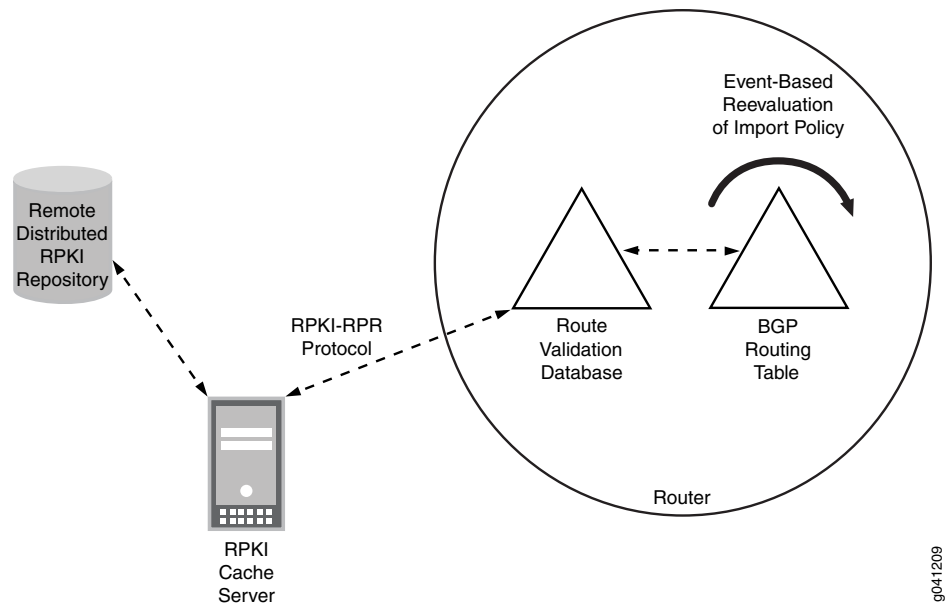 Event-Based
Reevaluation
of Import Policy
Remote
Distributed
RPKI
Repository
RPKI-RPR
Protocol
Route
Validation
Database
BGP
Routing
Table
Router
RPKI
Cache
Server
g041209